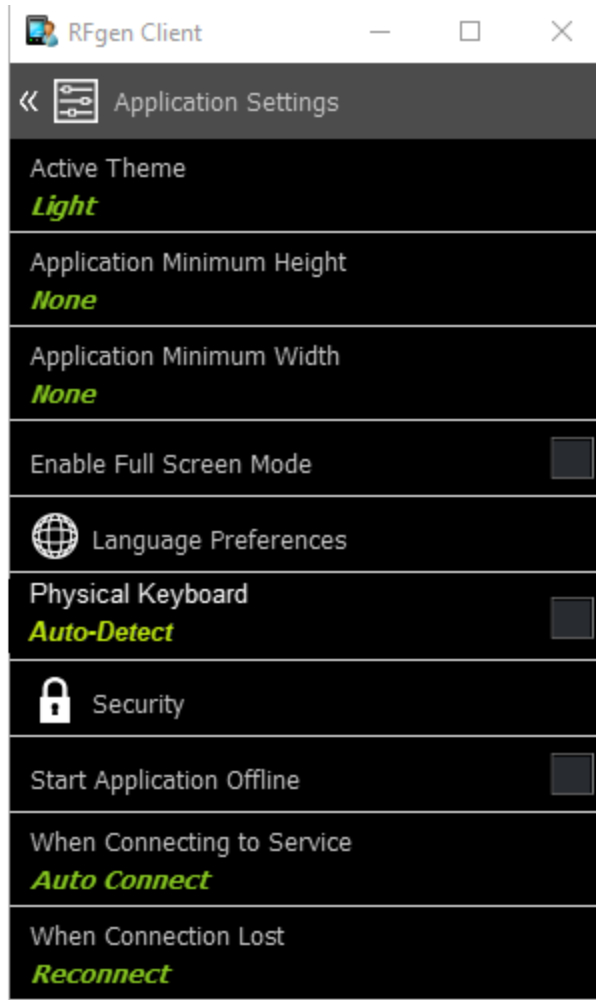 RFgen Client
« Application Settings
Active Theme
Light
Application Minimum Height
None
Application Minimum Width
None
Enable Full Screen Mode
Language Preferences
Physical Keyboard
Auto-Detect
Security
Start Application Offline
When Connecting to Service
Auto Connect
When Connection Lost
Reconnect